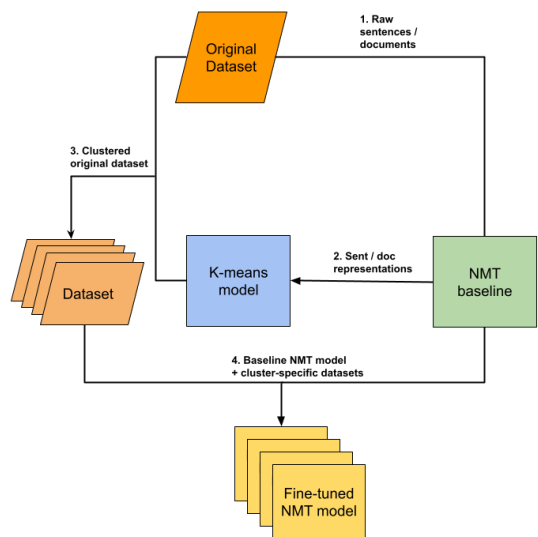 1. Raw
sentences /
documents
Original
Dataset
3. Clustered
original dataset
2. Sent / doc
representations
K-means
model
NMT
baseline
Dataset
4. Baseline NMT model
+ cluster-specific datasets
Fine-tuned
NMT model